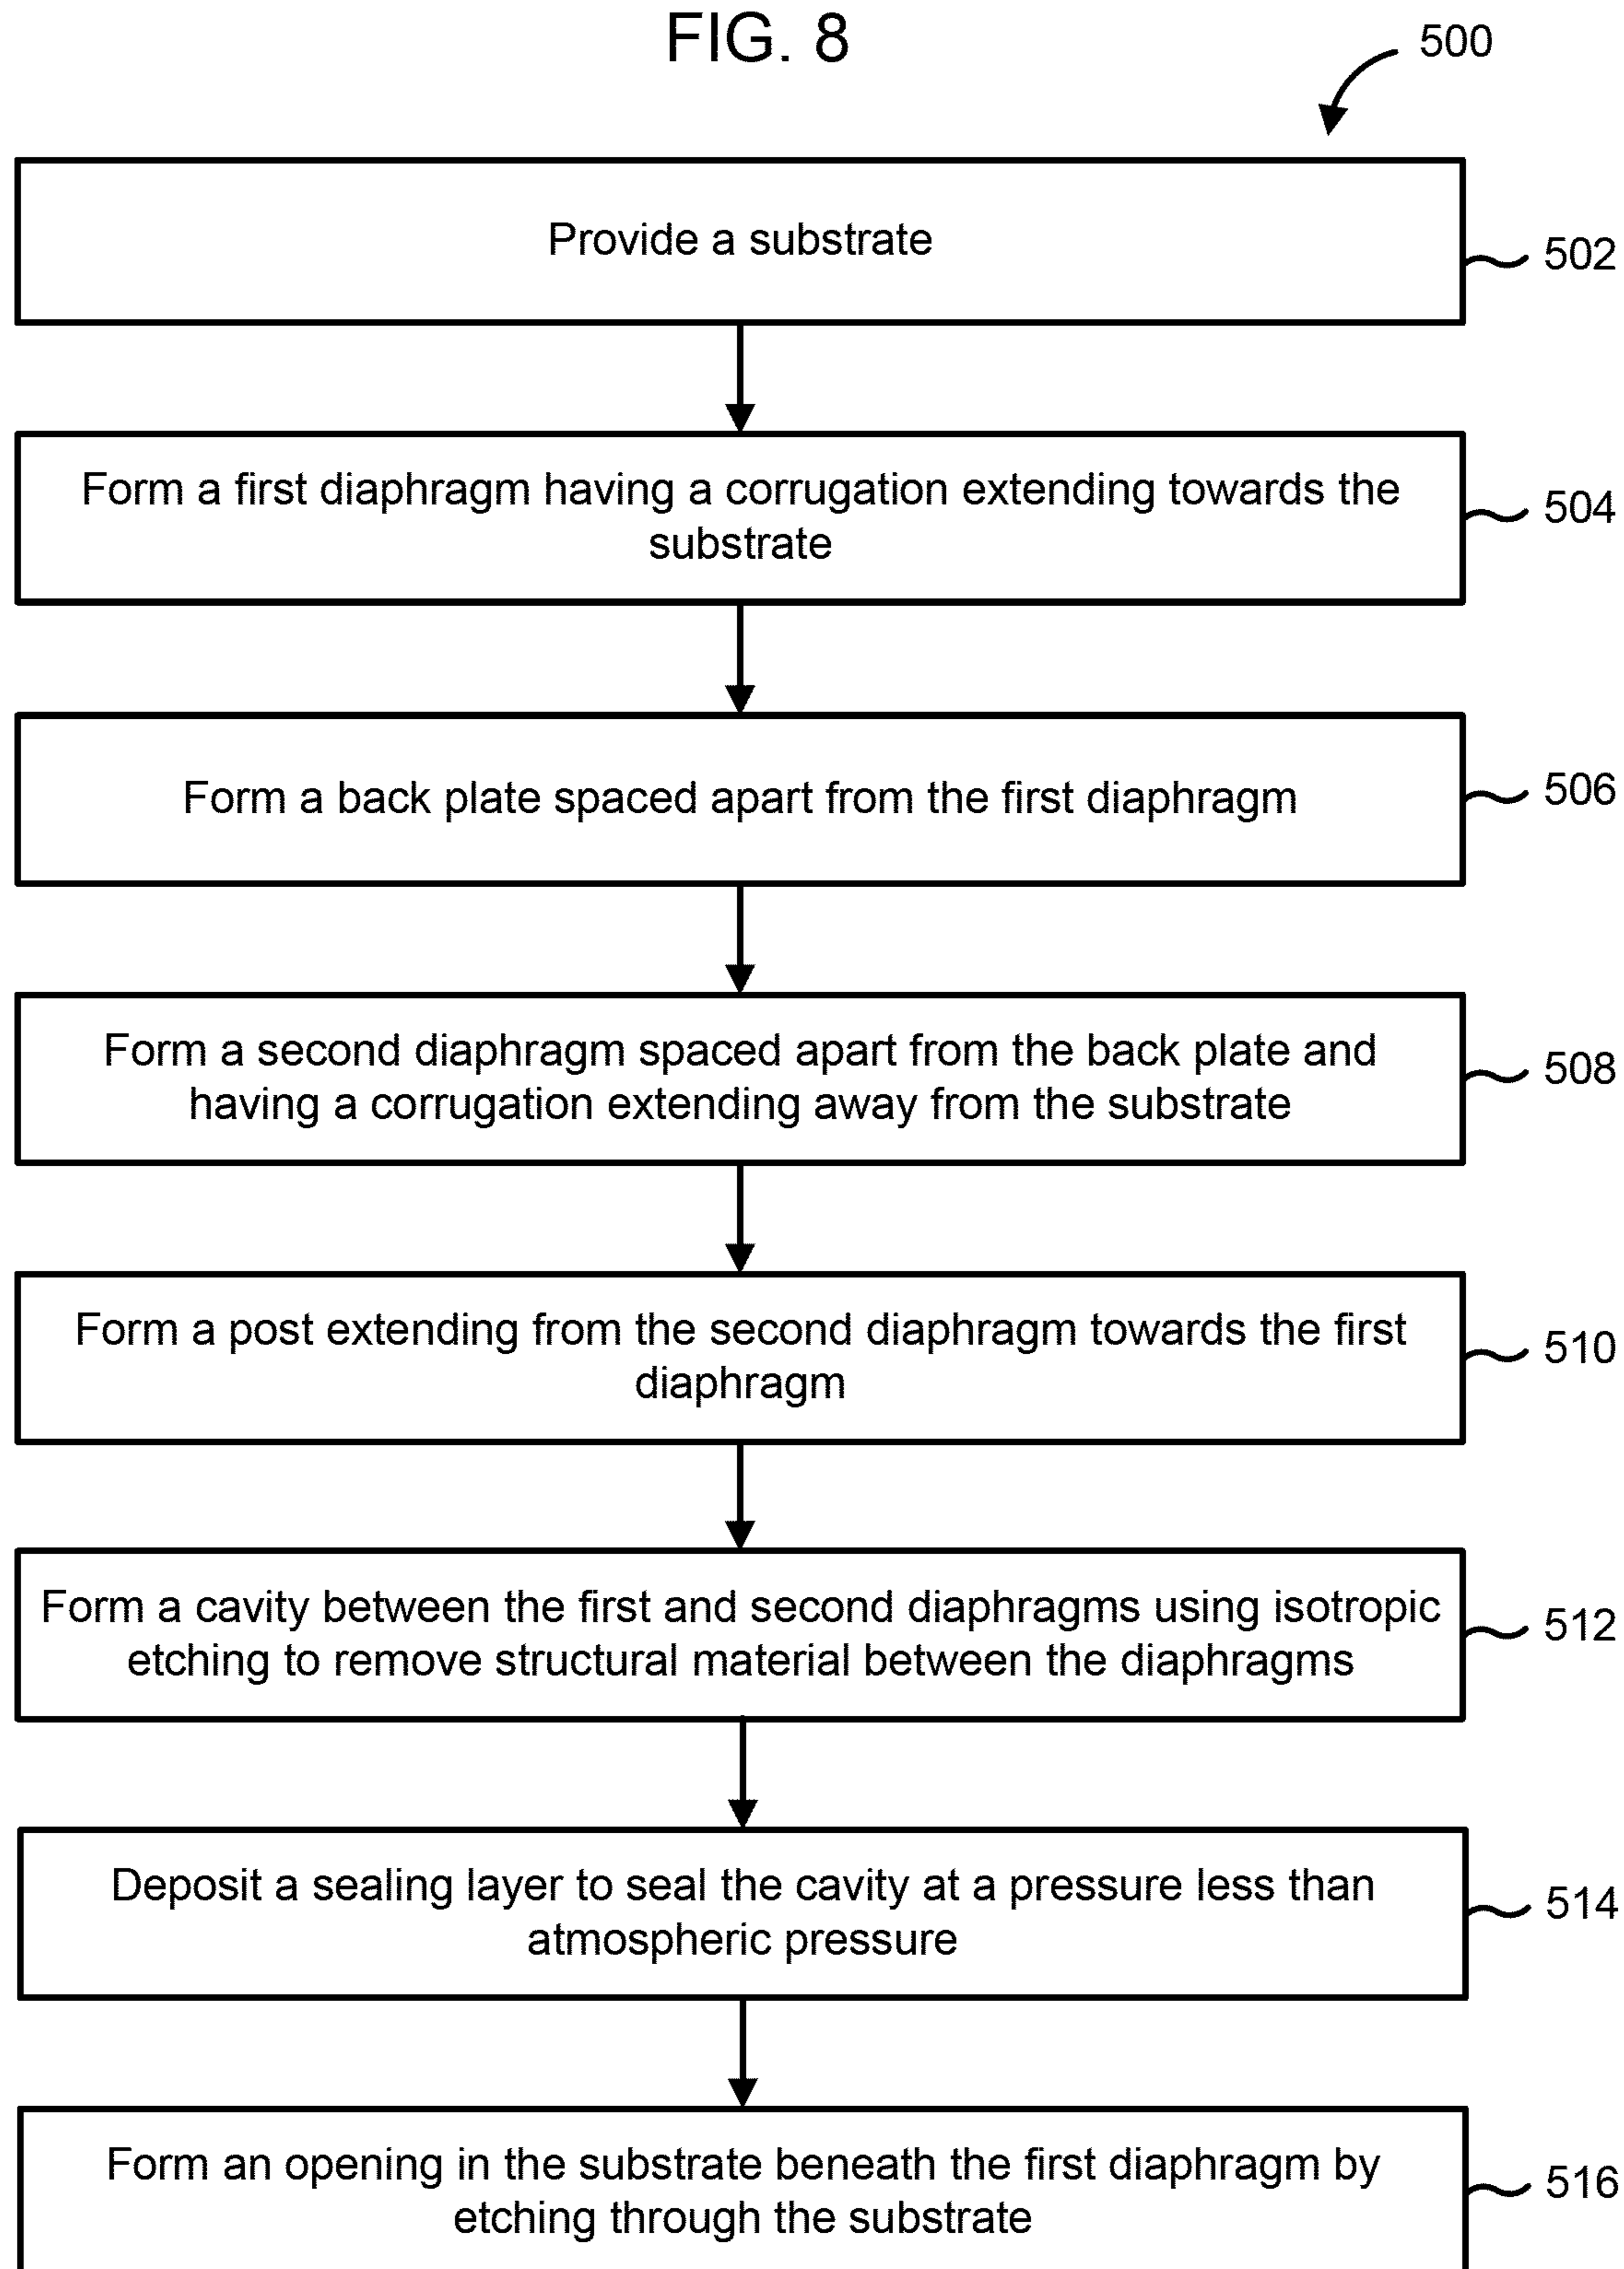 FIG. 8
500
Provide a substrate
502
Form a first diaphragm having a corrugation extending towards the
substrate
504
Form a back plate spaced apart from the first diaphragm
506
Form a second diaphragm spaced apart from the back plate and
having a corrugation extending away from the substrate
508
Form a post extending from the second diaphragm towards the first
diaphragm
510
Form a cavity between the first and second diaphragms using isotropic
etching to remove structural material between the diaphragms
512
Deposit a sealing layer to seal the cavity at a pressure less than
atmospheric pressure
514
Form an opening in the substrate beneath the first diaphragm by
etching through the substrate
516